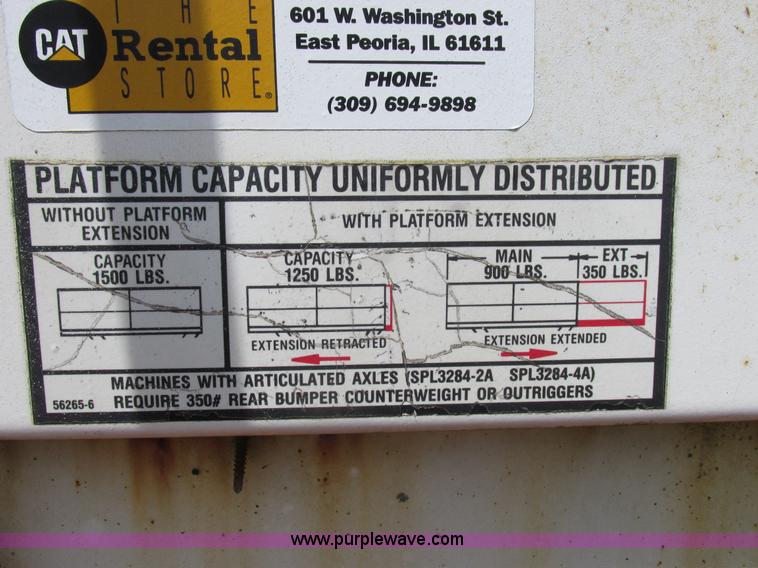 THE
CAT Rental
STORE®
601 W. Washington St.
East Peoria, IL 61611
PHONE:
(309) 694-9898
PLATFORM CAPACITY UNIFORMLY DISTRIBUTED
WITHOUT PLATFORM
EXTENSION
WITH PLATFORM EXTENSION
CAPACITY
1500 LBS.
CAPACITY
1250 LBS.
EXTENSION RETRACTED
MAIN
900 LBS.
EXT
350 LBS.
EXTENSION EXTENDED
MACHINES WITH ARTICULATED AXLES (SPL3284-2A SPL3284-4A)
56265-6 REQUIRE 350# REAR BUMPER COUNTERWEIGHT OR OUTRIGGERS
www.purplewave.com